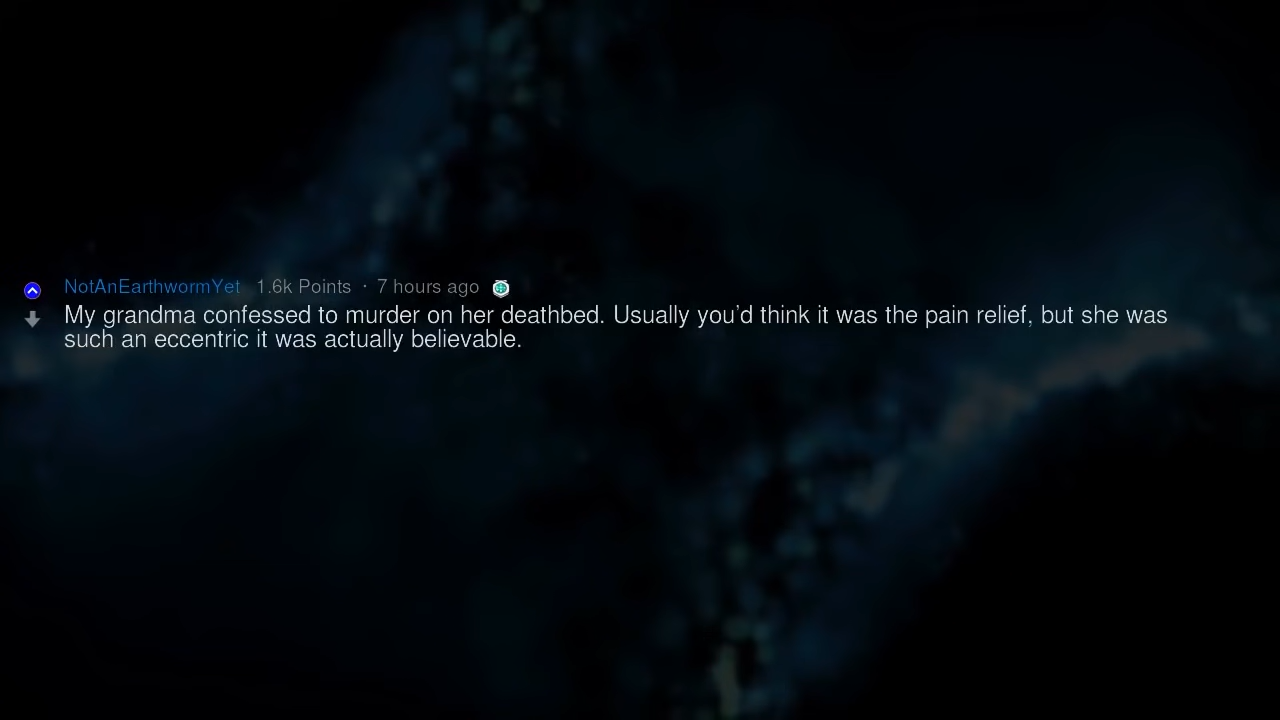 NotAnEarthwormYet 1.6k Points · 7 hours ago
My grandma confessed to murder on her deathbed. Usually you'd think it was the pain relief, but she was
such an eccentric it was actually believable.